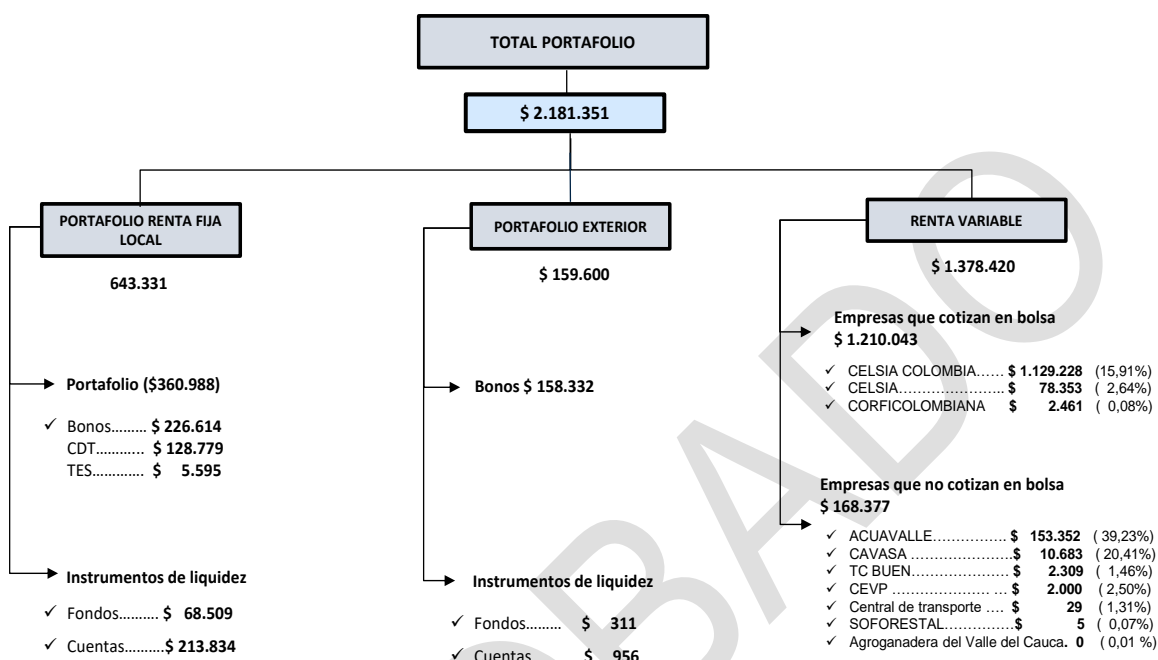 TOTAL PORTAFOLIO
$ 2.181.351
PORTAFOLIO RENTA FIJA
LOCAL
643.331
Portafolio ($360.988)
✓ Bonos......... $ 226.614
CDT............ $ 128.779
TES............. $ 5.595
Instrumentos de liquidez
✓ Fondos.......... $ 68.509
✓ Cuentas..........$ 213.834
PORTAFOLIO EXTERIOR
$ 159.600
Bonos $ 158.332
Instrumentos de liquidez
✓ Fondos......... $ 311
✓ Cuentas $ 956
RENTA VARIABLE
$ 1.378.420
Empresas que cotizan en bolsa
$ 1.210.043
✓ CELSIA COLOMBIA...... $ 1.129.228 (15,91%)
✓ CELSIA........................ $ 78.353 ( 2,64%)
✓ CORFICOLOMBIANA $ 2.461 ( 0,08%)
Empresas que no cotizan en bolsa
$ 168.377
✓ ACUAVALLE................ $ 153.352 ( 39,23%)
✓ CAVASA .......................$ 10.683 ( 20,41%)
✓ TC BUEN...................... $ 2.309 ( 1,46%)
✓ CEVP ..................... ... $ 2.000 ( 2,50%)
✓ Central de transporte .... $ 29 ( 1,31%)
✓ SOFORESTAL................$ 5 ( 0,07%)
✓ Agroganadera del Valle del Cauca. 0 ( 0,01 %)
OBADO